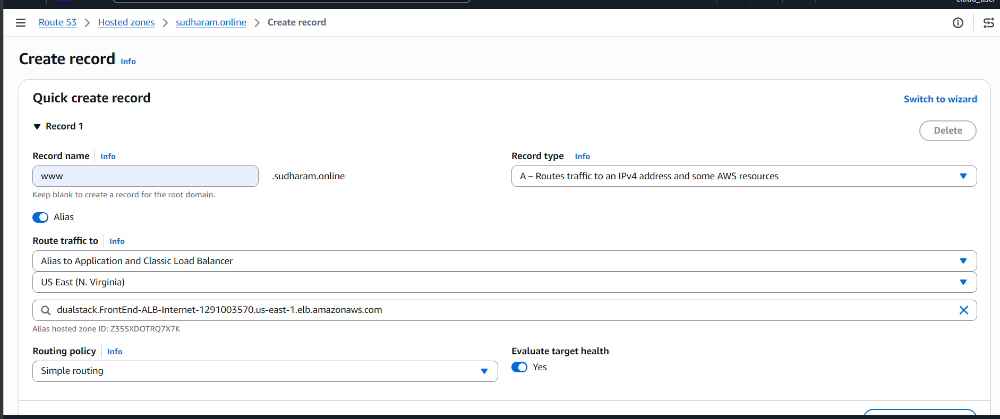 cloud_user
Route 53 Hosted zones sudharam.online Create record
Create record Info
Quick create record
Switch to wizard
Record 1
Delete
Record name Info
www .sudharam.online
Keep blank to create a record for the root domain.
Record type Info
A – Routes traffic to an IPv4 address and some AWS resources
Alias
Route traffic to Info
Alias to Application and Classic Load Balancer
US East (N. Virginia)
dualstack.FrontEnd-ALB-Internet-1291003570.us-east-1.elb.amazonaws.com
Alias hosted zone ID: Z35SXDOTRQ7X7K
Routing policy Info
Simple routing
Evaluate target health
Yes